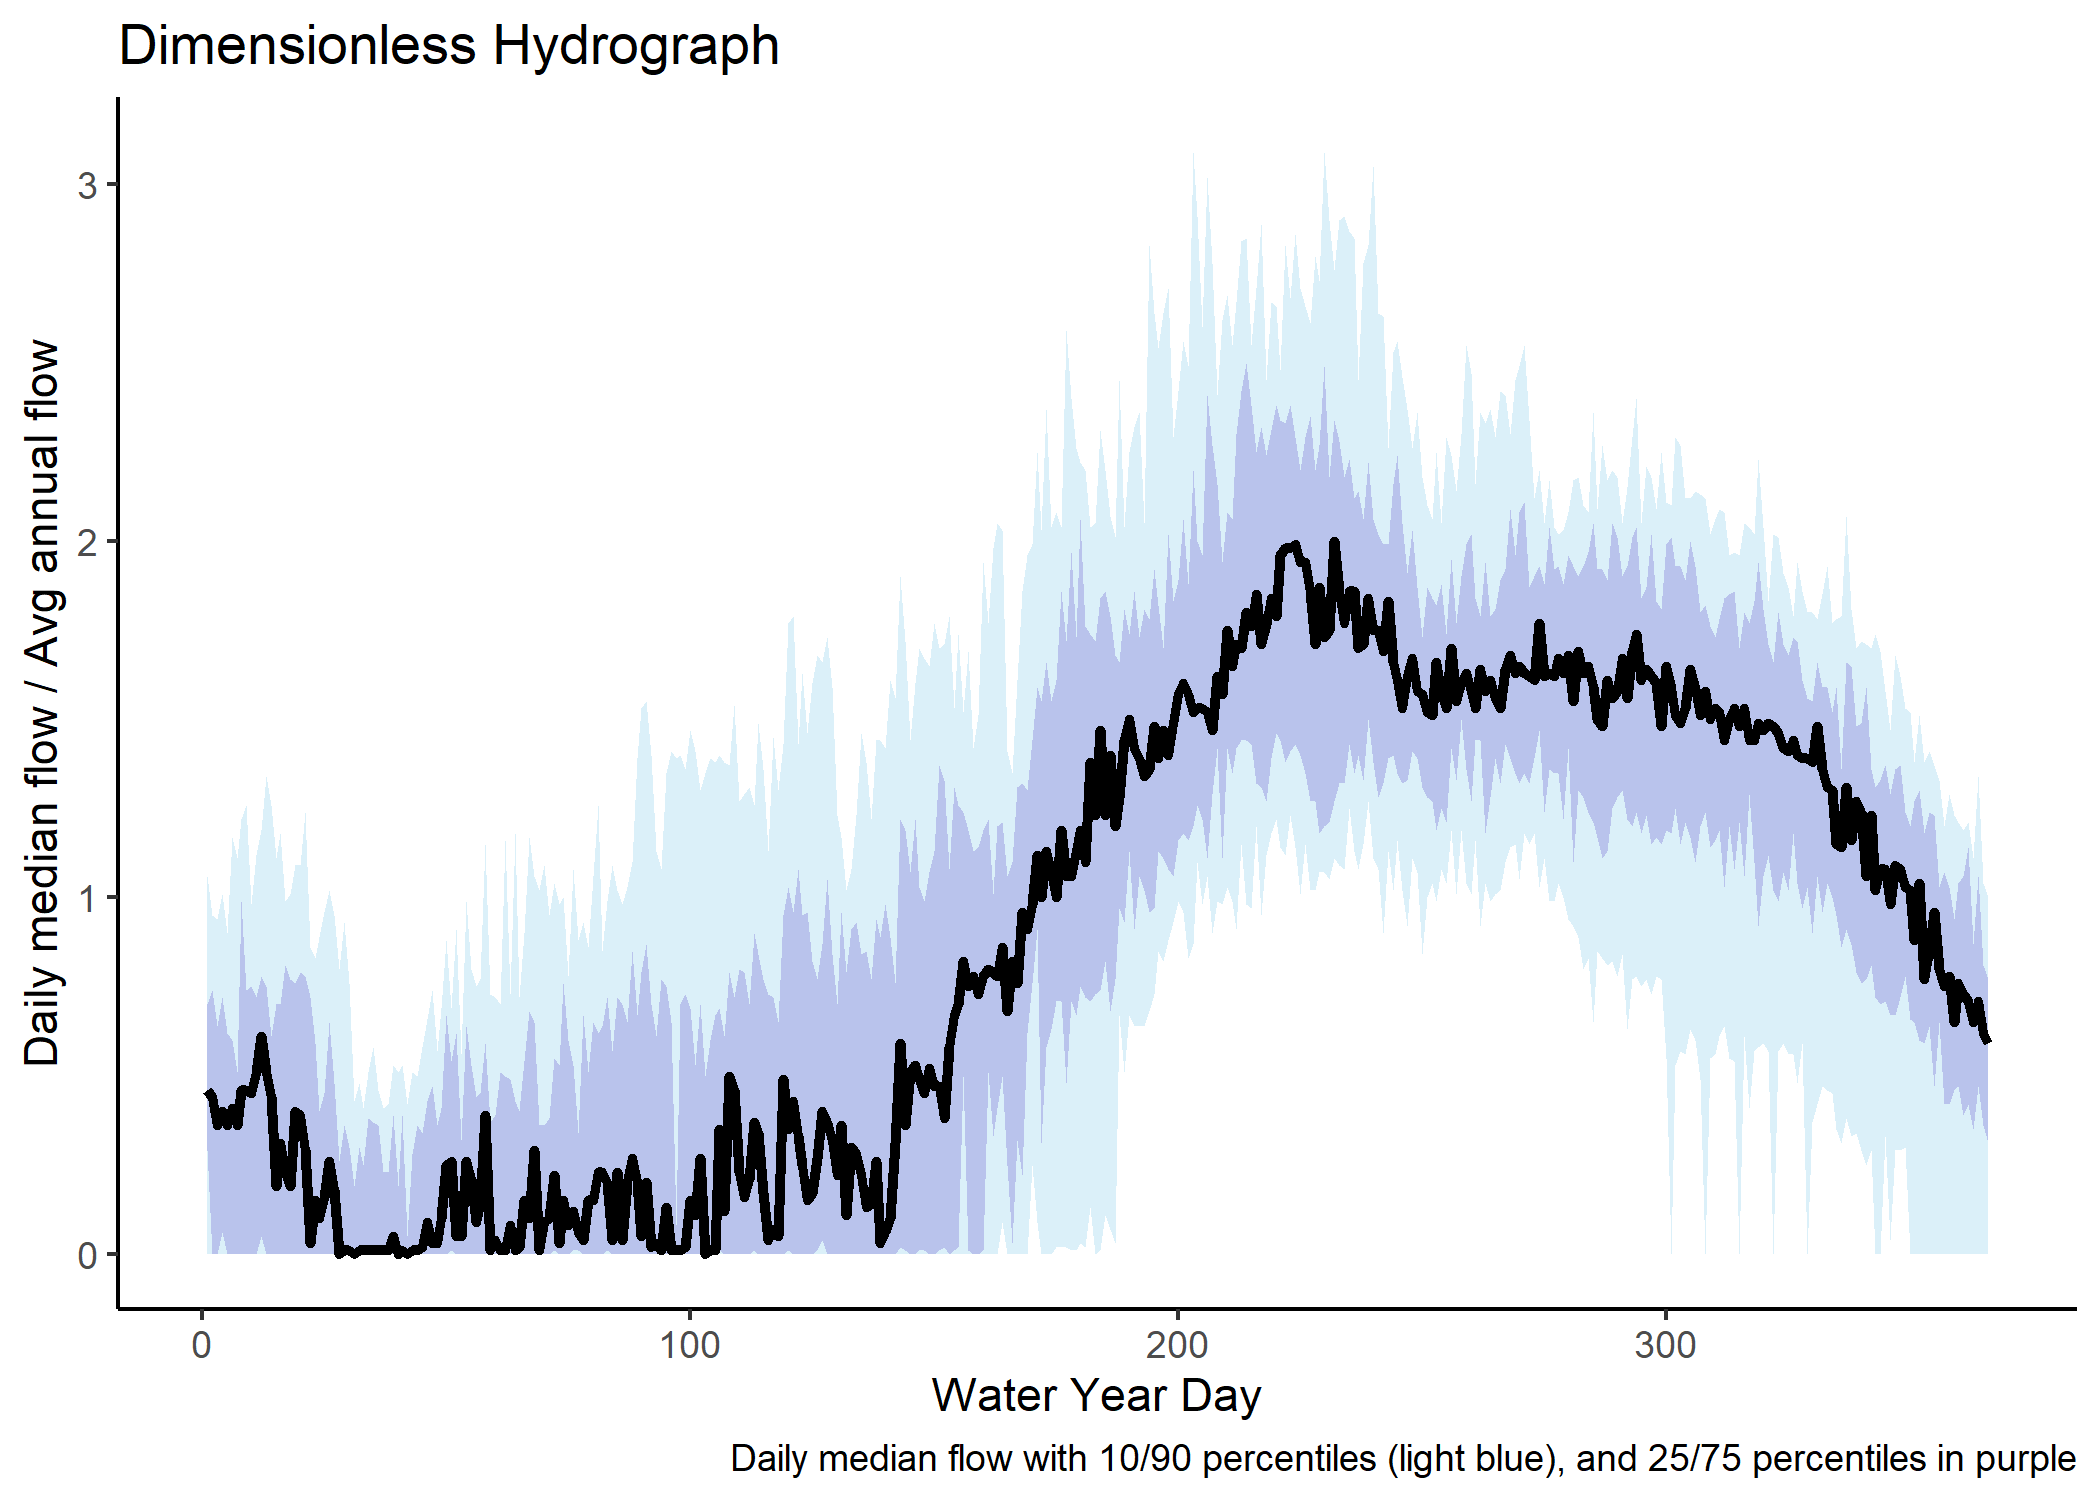 Dimensionless Hydrograph
Daily median flow / Avg annual flow
3
2
1
0
0 100 200 300
Water Year Day
Daily median flow with 10/90 percentiles (light blue), and 25/75 percentiles in purple